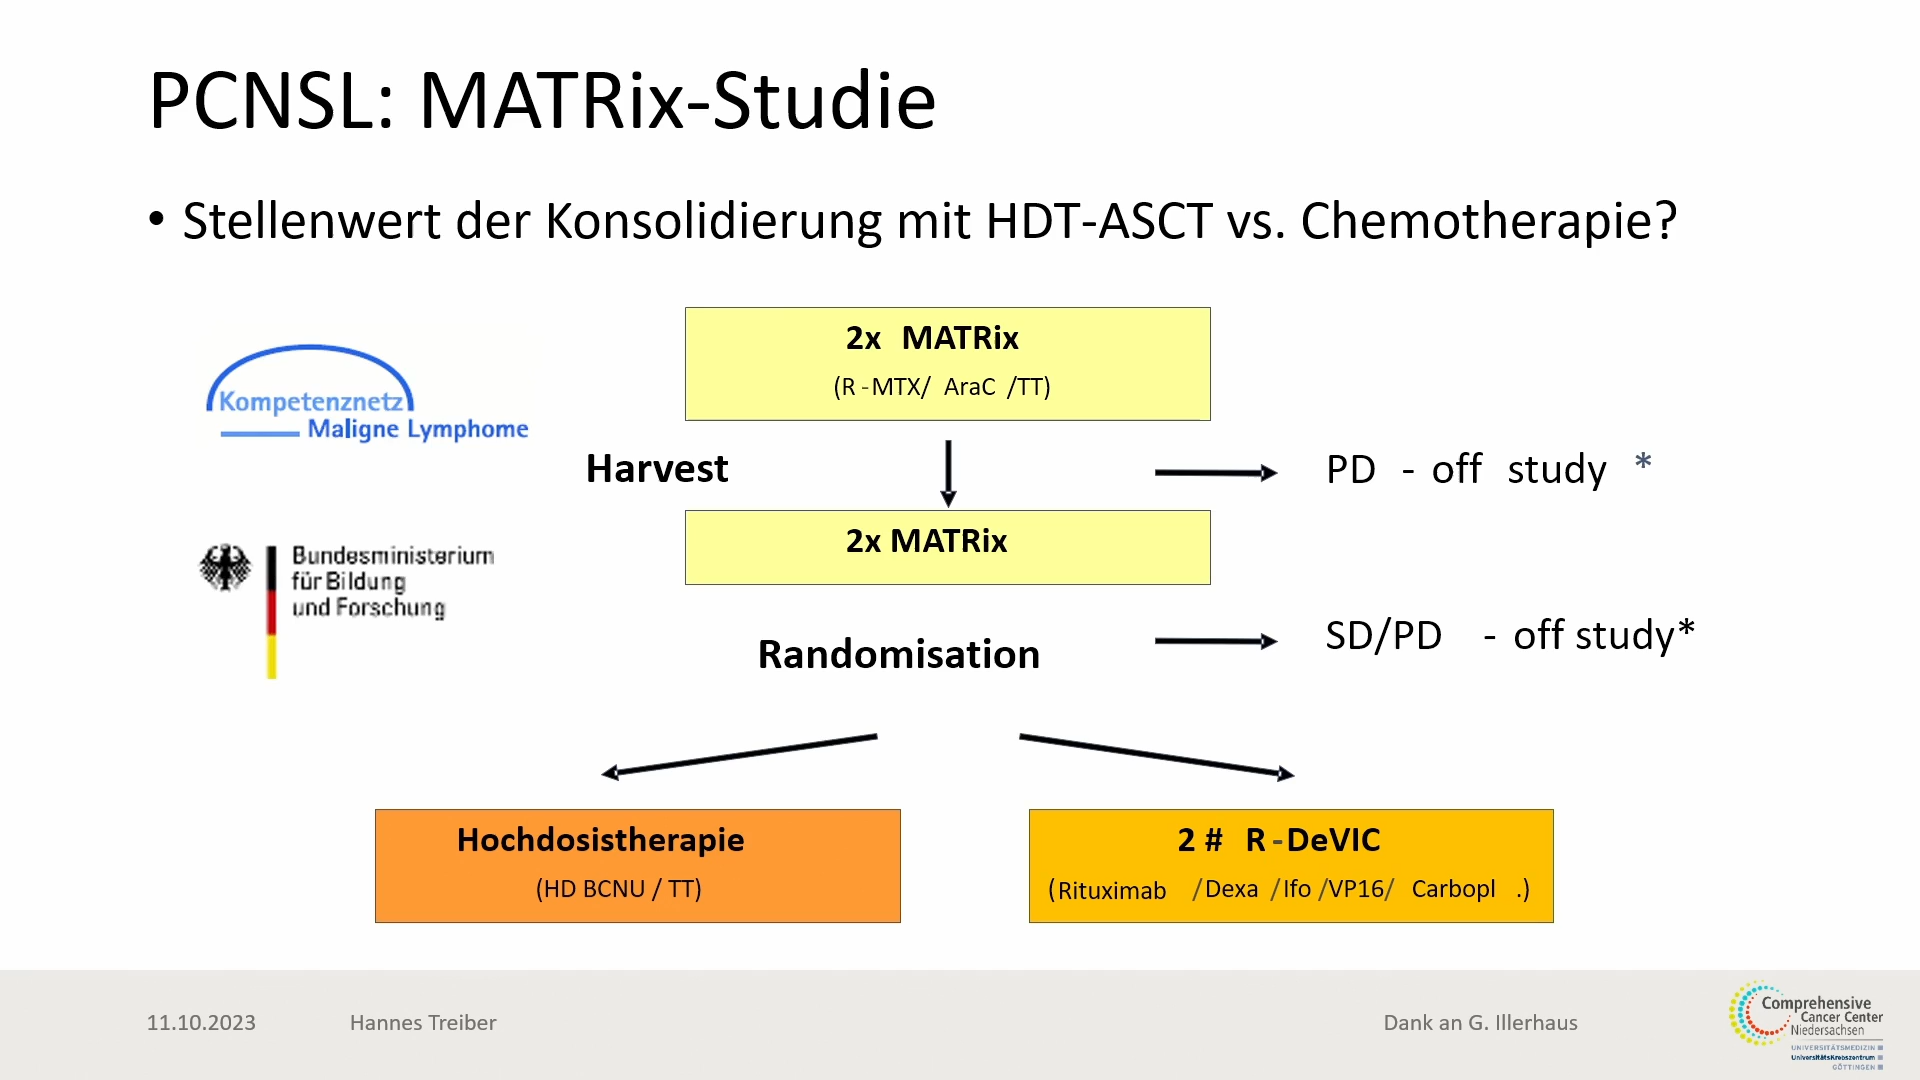 PCNSL: MATRix-Studie
• Stellenwert der Konsolidierung mit HDT-ASCT vs. Chemotherapie?
2x MATRix
(R-MTX/ AraC /TT)
Kompetenznetz
Maligne Lymphome
Harvest
PD - off study *
2x MATRix
Bundesministerium
für Bildung
und Forschung
Randomisation
SD/PD - off study*
Hochdosistherapie
(HD BCNU / TT)
2 # R-DeVIC
(Rituximab /Dexa /Ifo /VP16/ Carbopl .)
11.10.2023
Hannes Treiber
Dank an G. Illerhaus
Comprehensive
Cancer Center
Niedersachsen
UNIVERSITÄTSMEDIZIN
UniversitätsKrebszentrum
GÖTTINGEN